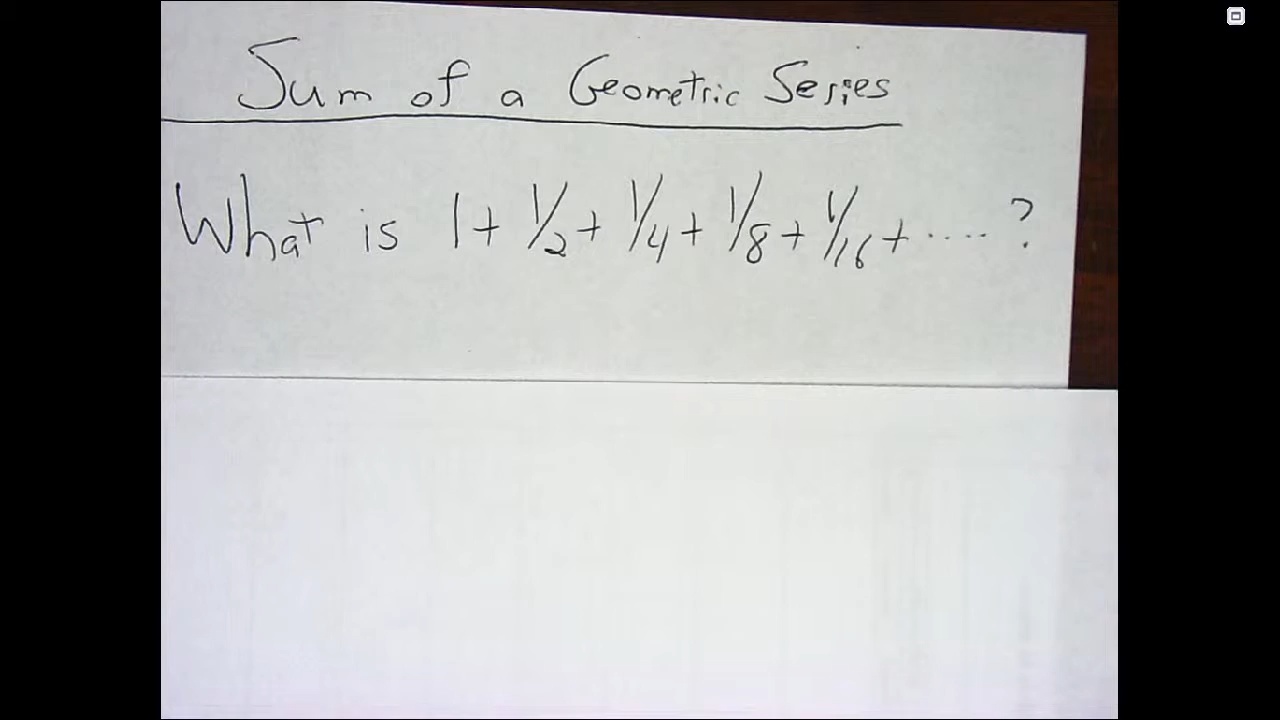 Sum of a Geometric Series
What is 1 + 1/2 + 1/4 + 1/8 + 1/16 + ..... ?